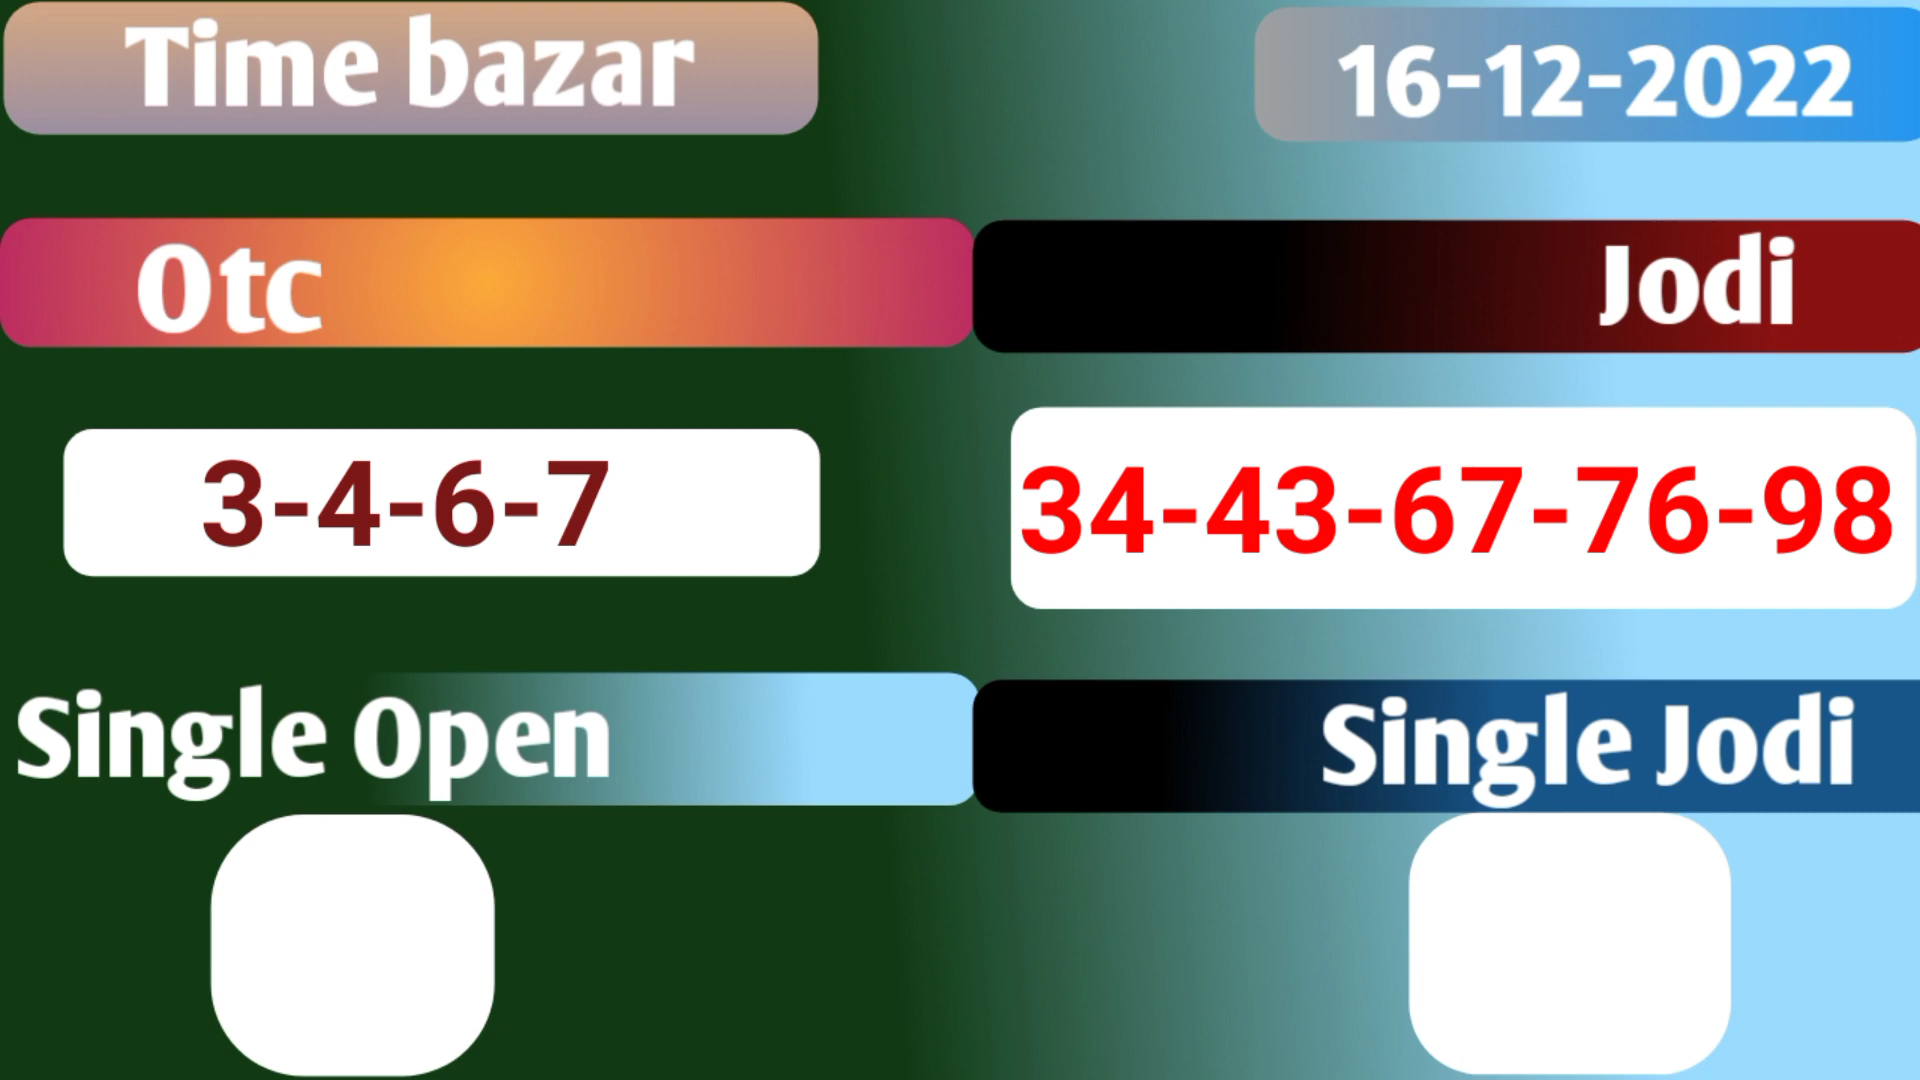 Time bazar
16-12-2022
Otc
Jodi
3-4-6-7
34-43-67-76-98
Single Open
Single Jodi